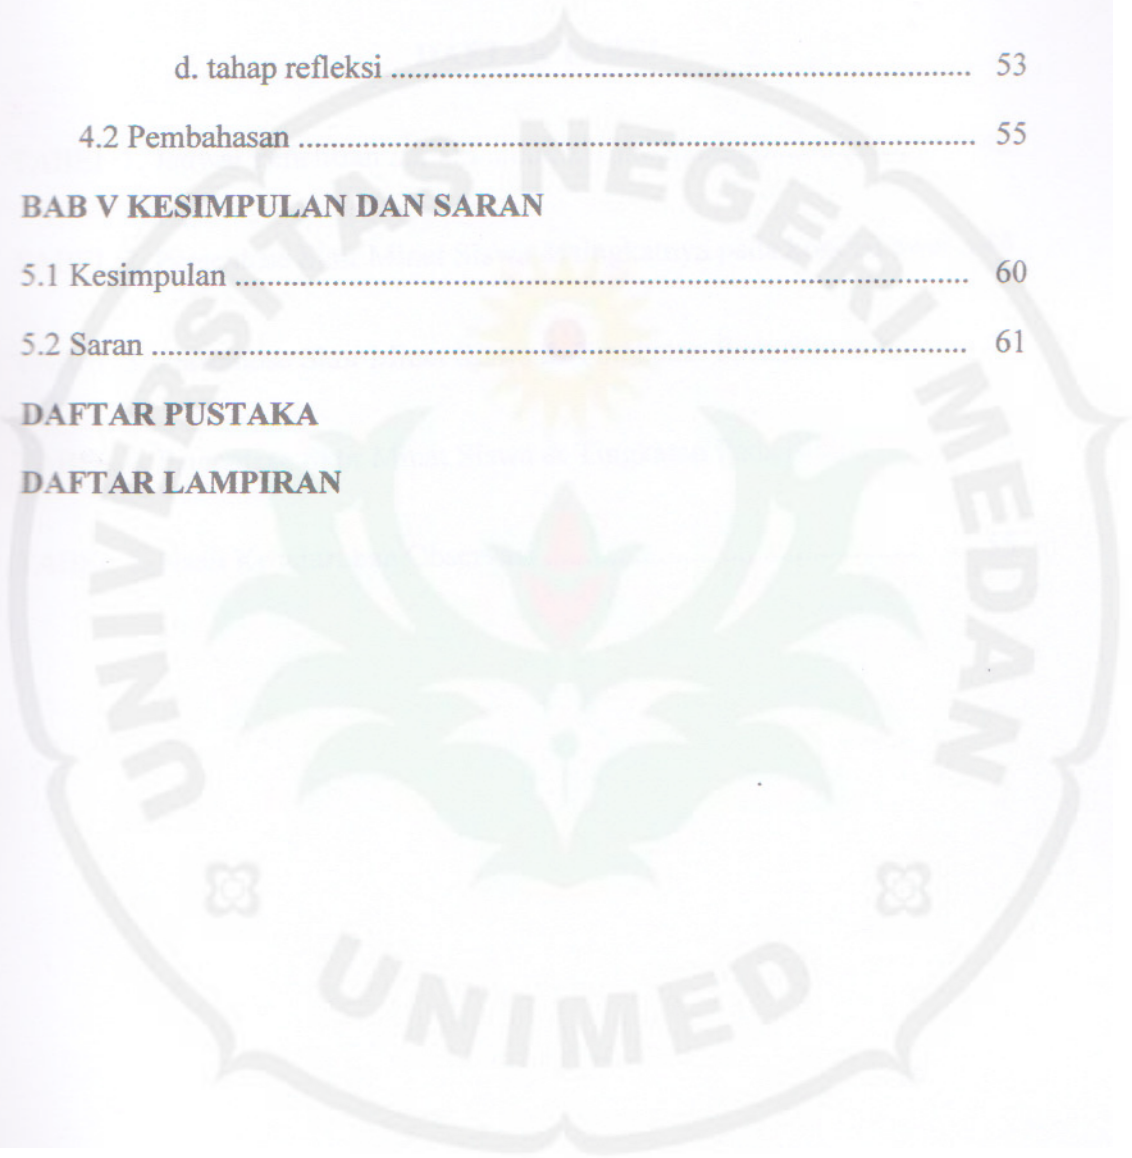 d. tahap refleksi ........................................................................... 53
4.2 Pembahasan ....................................................................................... 55
BAB V KESIMPULAN DAN SARAN
5.1 Kesimpulan ............................................................................................... 60
5.2 Saran ......................................................................................................... 61
DAFTAR PUSTAKA
DAFTAR LAMPIRAN
UNIVERSITAS NEGERI MEDAN
UNIMED